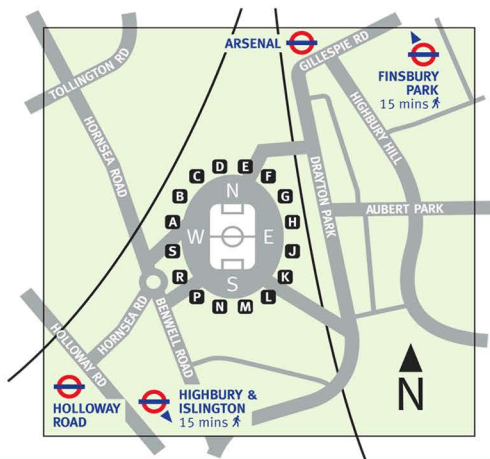 ARSENAL
GILLESPIE RD
FINSBURY
PARK
15 mins
TOLLINGTON RD
HORNSEA ROAD
HIGHBURY HILL
DRAYTON PARK
AUBERT PARK
D
E
C
F
B
G
A
H
S
J
R
K
P
L
N
M
N
W
E
S
HORNSEA RD
BENWELL ROAD
HOLLOWAY RD
HOLLOWAY
ROAD
HIGHBURY &
ISLINGTON
15 mins
N